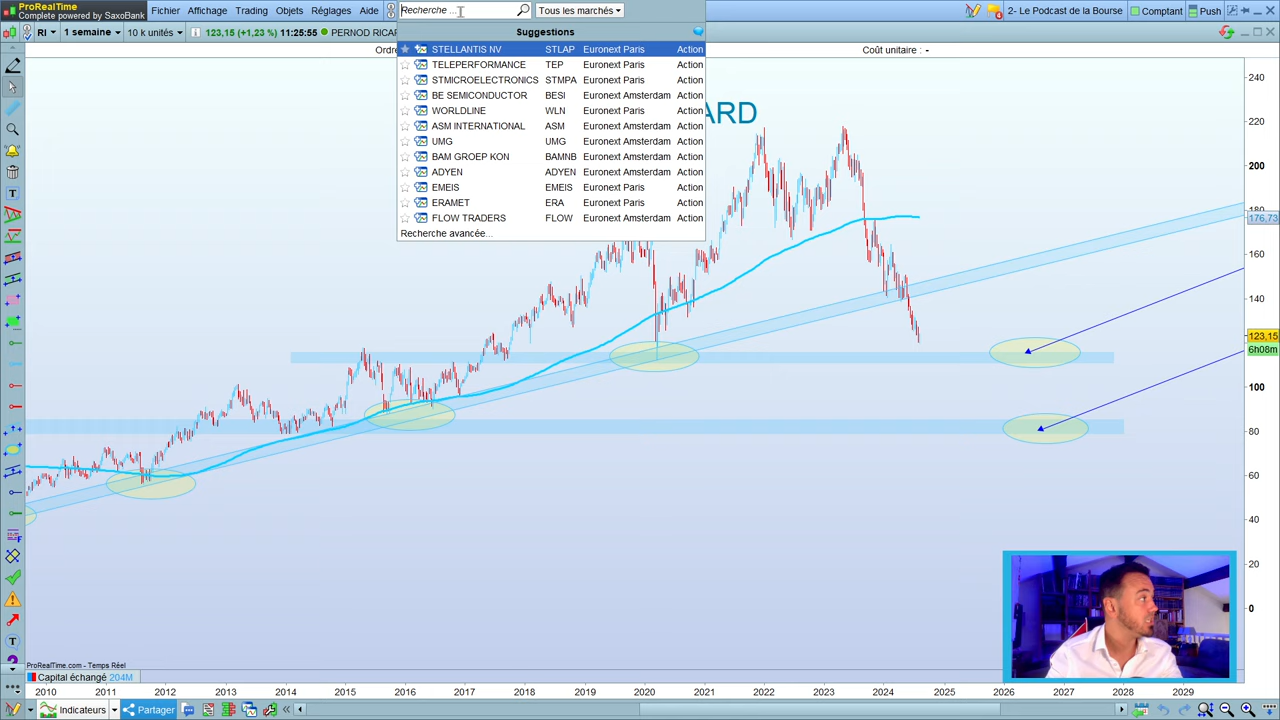 ProRealTime
Complete powered by SaxoBank
Fichier Affichage Trading Objets Réglages Aide
Recherche ...
Tous les marchés
2- Le Podcast de la Bourse
Comptant
Push
RI
1 semaine
10 k unités
123,15 (+1,23 %) 11:25:55
PERNOD RICAR
Ordre
Coût unitaire : -
Suggestions
STELLANTIS NV STLAP Euronext Paris Action
TELEPERFORMANCE TEP Euronext Paris Action
STMICROELECTRONICS STMPA Euronext Paris Action
BE SEMICONDUCTOR BESI Euronext Amsterdam Action
WORLDLINE WLN Euronext Paris Action
ASM INTERNATIONAL ASM Euronext Amsterdam Action
UMG UMG Euronext Amsterdam Action
BAM GROEP KON BAMNB Euronext Amsterdam Action
ADYEN ADYEN Euronext Amsterdam Action
EMEIS EMEIS Euronext Paris Action
ERAMET ERA Euronext Paris Action
FLOW TRADERS FLOW Euronext Amsterdam Action
Recherche avancée...
ARD
240
220
200
180
176,73
160
140
123,15
6h08m
100
80
60
40
20
0
ProRealTime.com - Temps Réel
Capital échangé 204M
2010 2011 2012 2013 2014 2015 2016 2017 2018 2019 2020 2021 2022 2023 2024 2025 2026 2027 2028 2029
Indicateurs
Partager